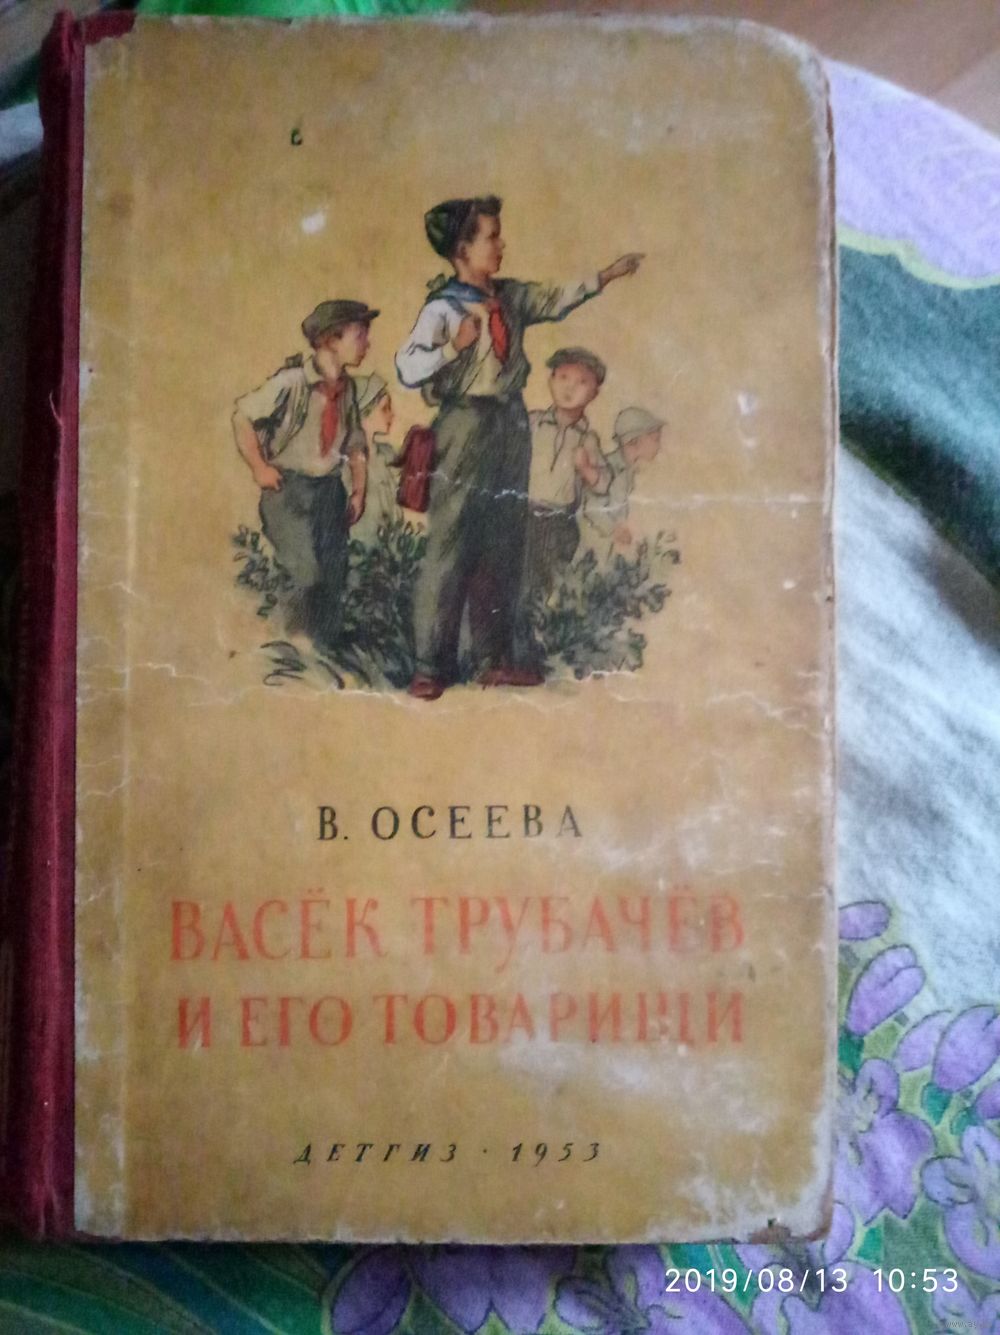 В. ОСЕЕВА
ВАСЁК ТРУБАЧЁВ
И ЕГО ТОВАРИЩИ
ДЕТГИЗ · 1953
2019/08/13 10:53